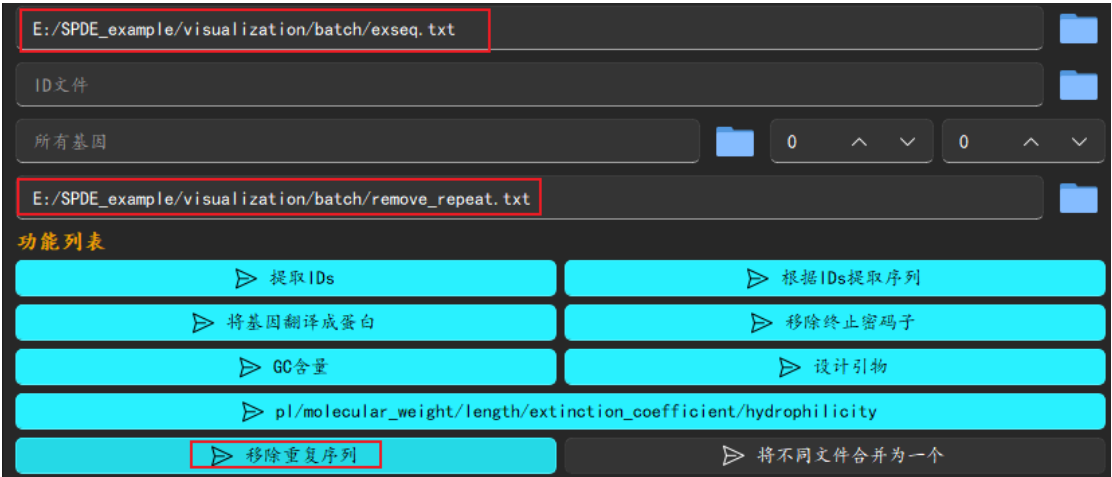 E:/SPDE_example/visualization/batch/exseq.txt
ID文件
所有基因 0 0
E:/SPDE_example/visualization/batch/remove_repeat.txt
功能列表
提取IDs 根据IDs提取序列
将基因翻译成蛋白 移除终止密码子
GC含量 设计引物
pl/molecular_weight/length/extinction_coefficient/hydrophilicity
移除重复序列 将不同文件合并为一个